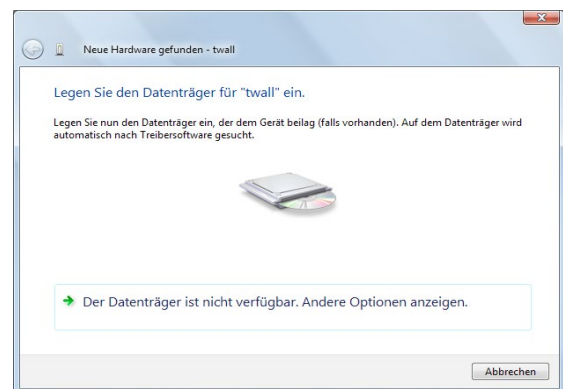 Neue Hardware gefunden - twall
Legen Sie den Datenträger für "twall" ein.
Legen Sie nun den Datenträger ein, der dem Gerät beilag (falls vorhanden). Auf dem Datenträger wird
automatisch nach Treibersoftware gesucht.
Der Datenträger ist nicht verfügbar. Andere Optionen anzeigen.
Abbrechen